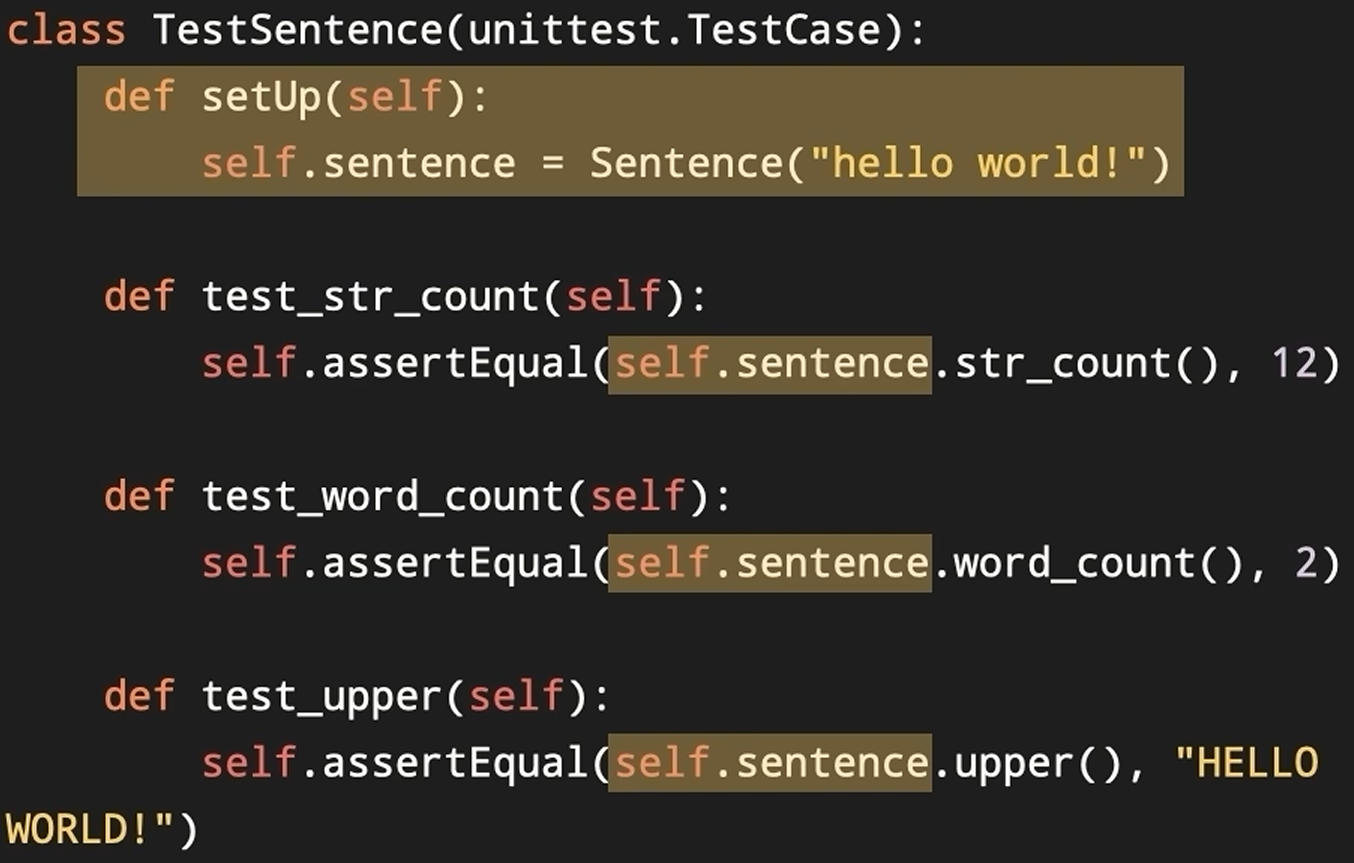 class TestSentence(unittest.TestCase):
    def setUp(self):
        self.sentence = Sentence("hello world!")

    def test_str_count(self):
        self.assertEqual(self.sentence.str_count(), 12)

    def test_word_count(self):
        self.assertEqual(self.sentence.word_count(), 2)

    def test_upper(self):
        self.assertEqual(self.sentence.upper(), "HELLO
WORLD!")